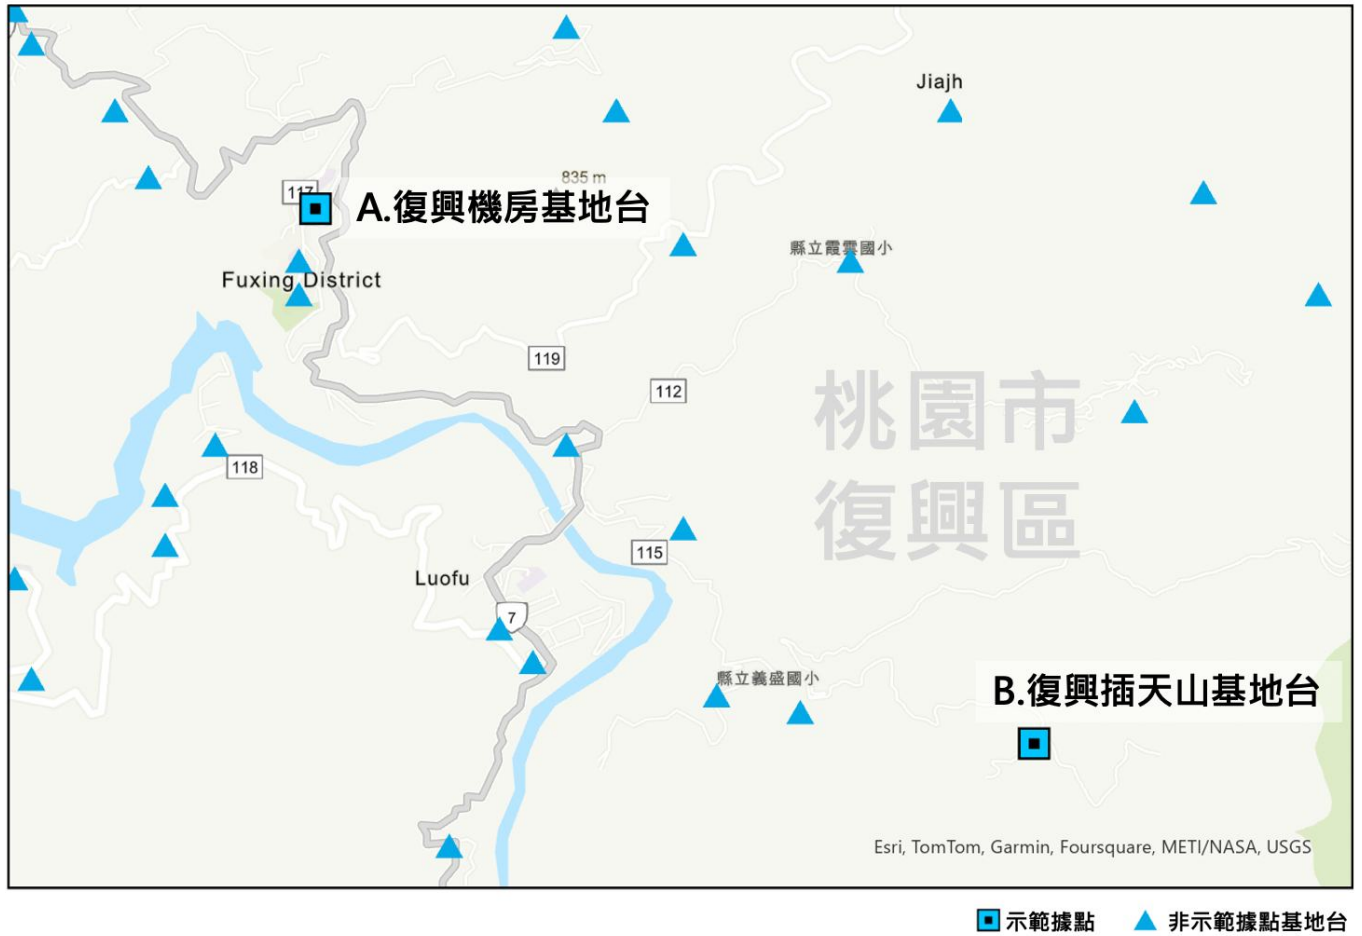 Jiajh
835 m
117
A.復興機房基地台
縣立霞雲國小
Fuxing District
119
112
桃園市
復興區
118
115
Luofu
7
縣立義盛國小
B.復興插天山基地台
Esri, TomTom, Garmin, Foursquare, METI/NASA, USGS
示範據點
非示範據點基地台